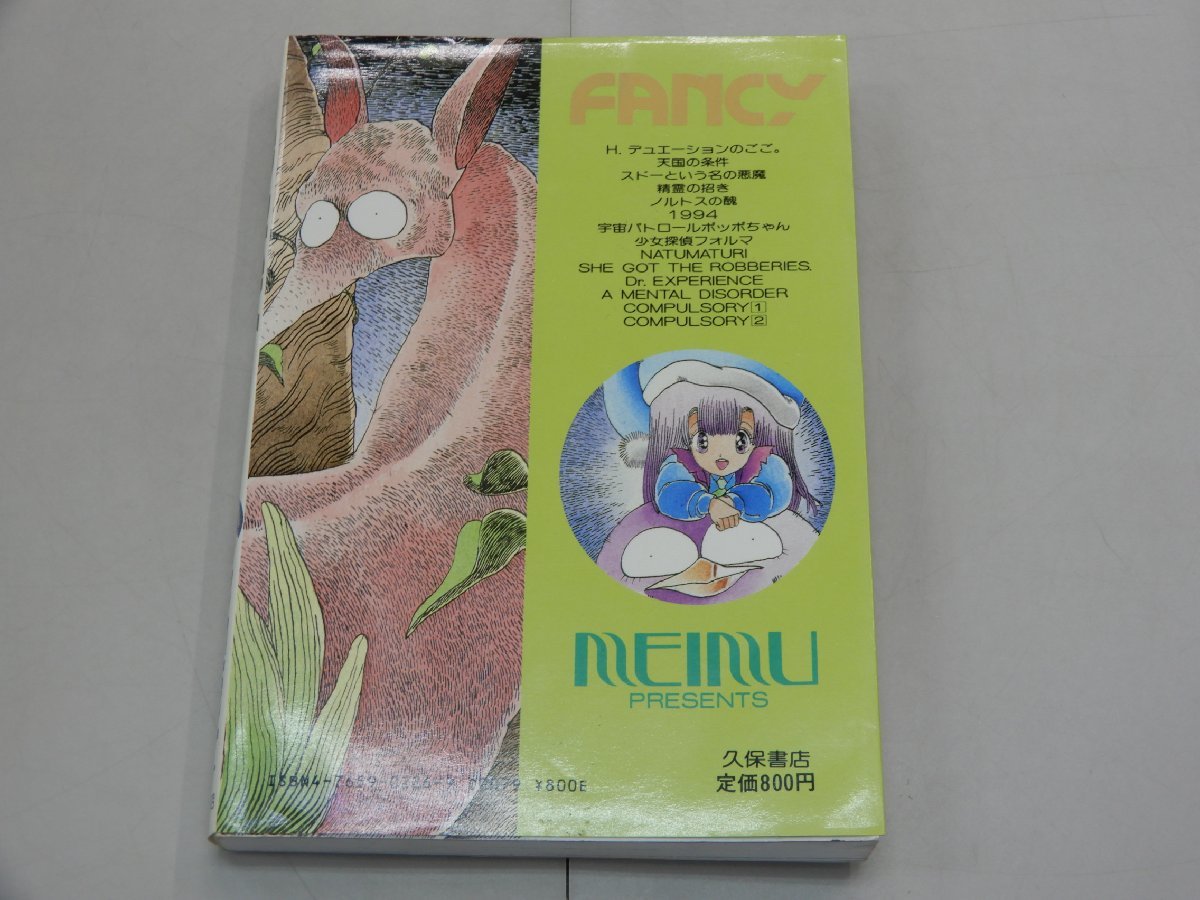 FANCY
H. デュエーションのごご。
天国の条件
スドーという名の悪魔
精霊の招き
ノルトスの醜
1994
宇宙パトロールポッポちゃん
少女探偵フォルマ
NATUMATURI
SHE GOT THE ROBBERIES.
Dr. EXPERIENCE
A MENTAL DISORDER
COMPULSORY[1]
COMPULSORY[2]
MEIMU
PRESENTS
久保書店
定価800円
ISBN4-7659- ¥800E